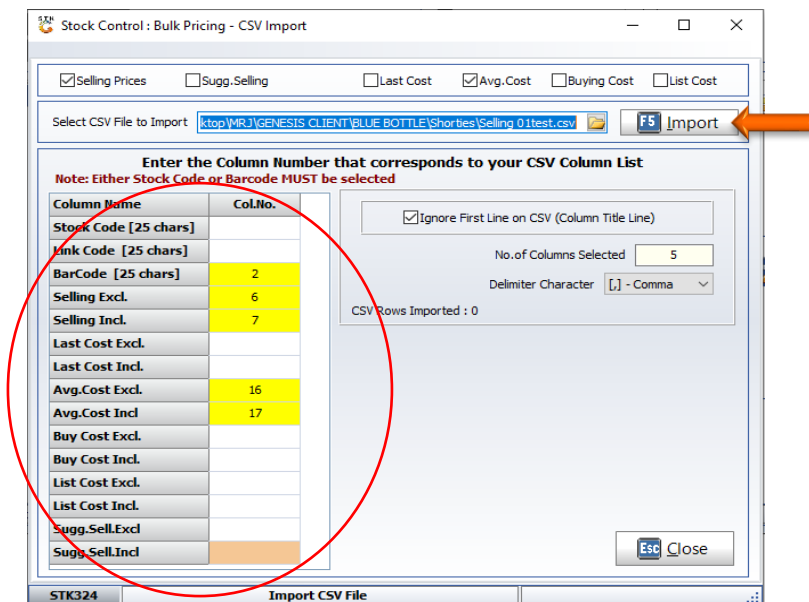 Stock Control : Bulk Pricing - CSV Import
Selling Prices Sugg.Selling Last Cost Avg.Cost Buying Cost List Cost
Select CSV File to Import ktop\MRJ\GENESIS CLIENT\BLUE BOTTLE\Shorties\Selling 01test.csv F5 Import
Enter the Column Number that corresponds to your CSV Column List
Note: Either Stock Code or Barcode MUST be selected
Column Name Col.No.
Stock Code [25 chars]
Link Code [25 chars]
BarCode [25 chars] 2
Selling Excl. 6
Selling Incl. 7
Last Cost Excl.
Last Cost Incl.
Avg.Cost Excl. 16
Avg.Cost Incl 17
Buy Cost Excl.
Buy Cost Incl.
List Cost Excl.
List Cost Incl.
Sugg.Sell.Excl
Sugg.Sell.Incl
Ignore First Line on CSV (Column Title Line)
No.of Columns Selected 5
Delimiter Character [,] - Comma
CSV Rows Imported : 0
Esc Close
STK324 Import CSV File